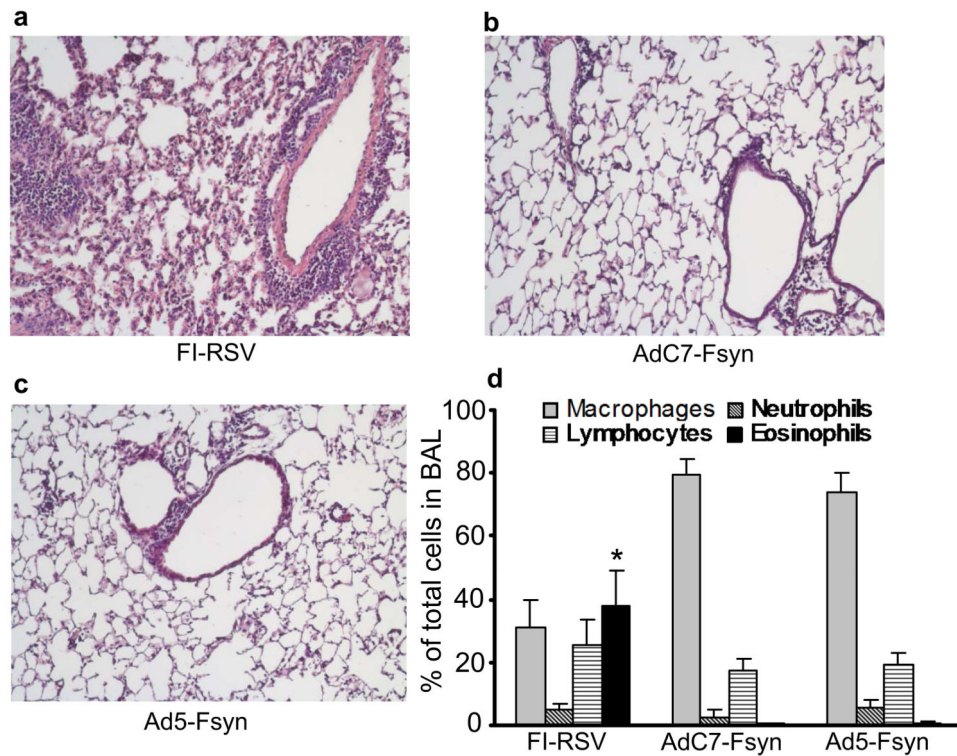 a
b
FI-RSV
AdC7-Fsyn
c
d
Ad5-Fsyn
% of total cells in BAL
100
80
60
40
20
0
Macrophages Neutrophils
Lymphocytes Eosinophils
*
FI-RSV AdC7-Fsyn Ad5-Fsyn